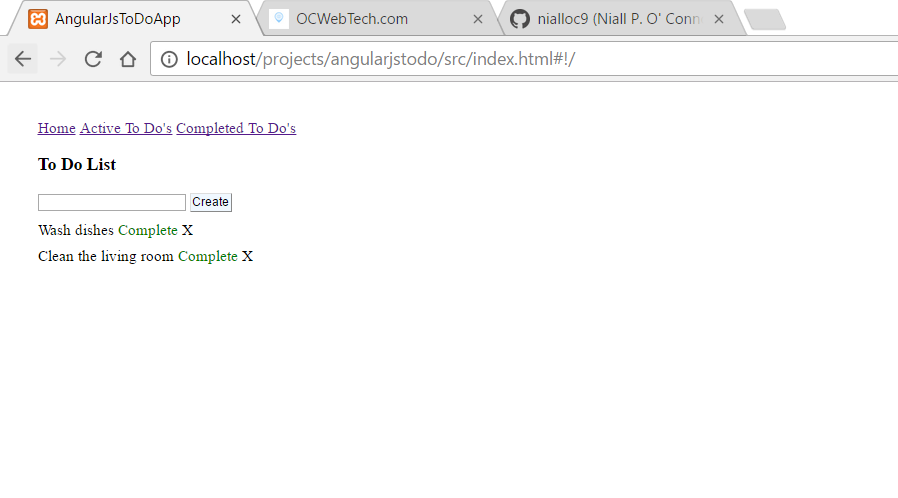 AngularJsToDoApp
OCWebTech.com
nialloc9 (Niall P. O' Conn
localhost/projects/angularjstodo/src/index.html#!/
Home Active To Do's Completed To Do's
To Do List
Create
Wash dishes Complete X
Clean the living room Complete X